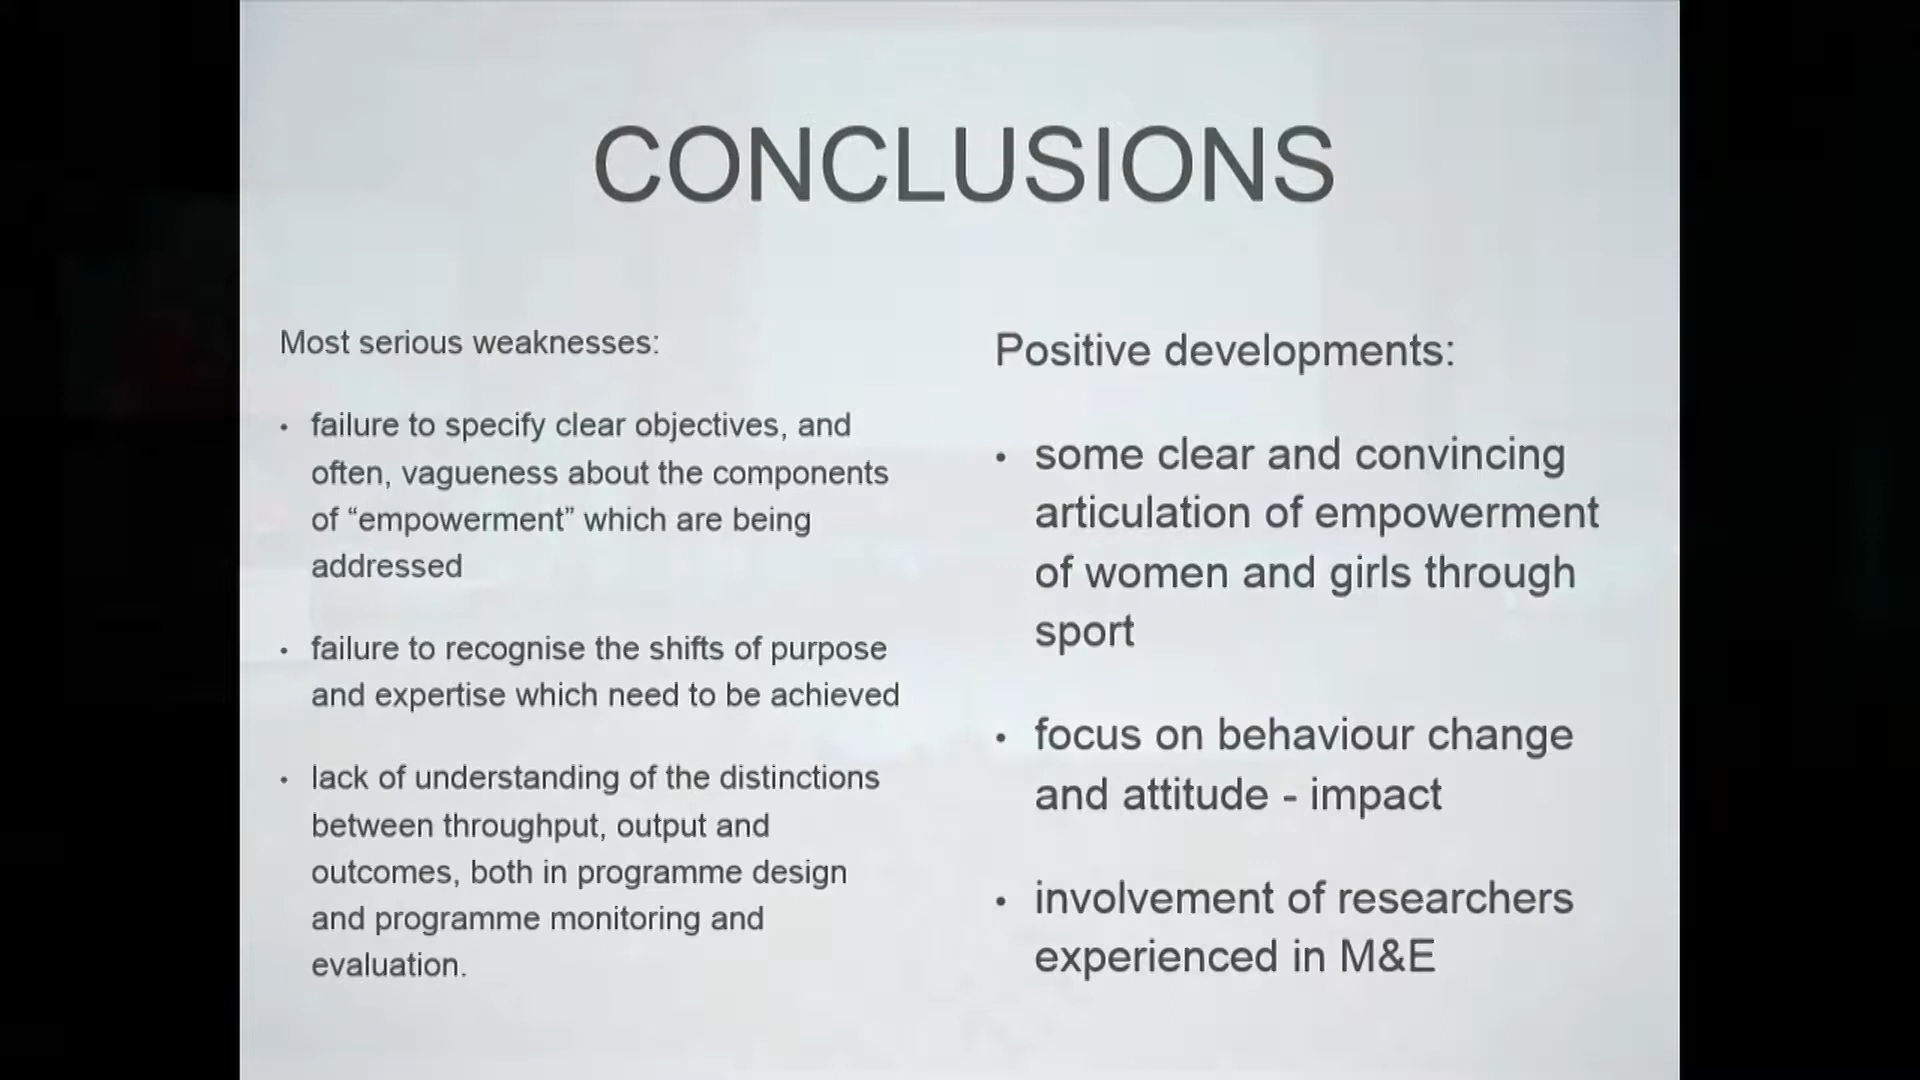 CONCLUSIONS
Most serious weaknesses:
• failure to specify clear objectives, and
often, vagueness about the components
of “empowerment” which are being
addressed
• failure to recognise the shifts of purpose
and expertise which need to be achieved
• lack of understanding of the distinctions
between throughput, output and
outcomes, both in programme design
and programme monitoring and
evaluation.
Positive developments:
• some clear and convincing
articulation of empowerment
of women and girls through
sport
• focus on behaviour change
and attitude - impact
• involvement of researchers
experienced in M&E